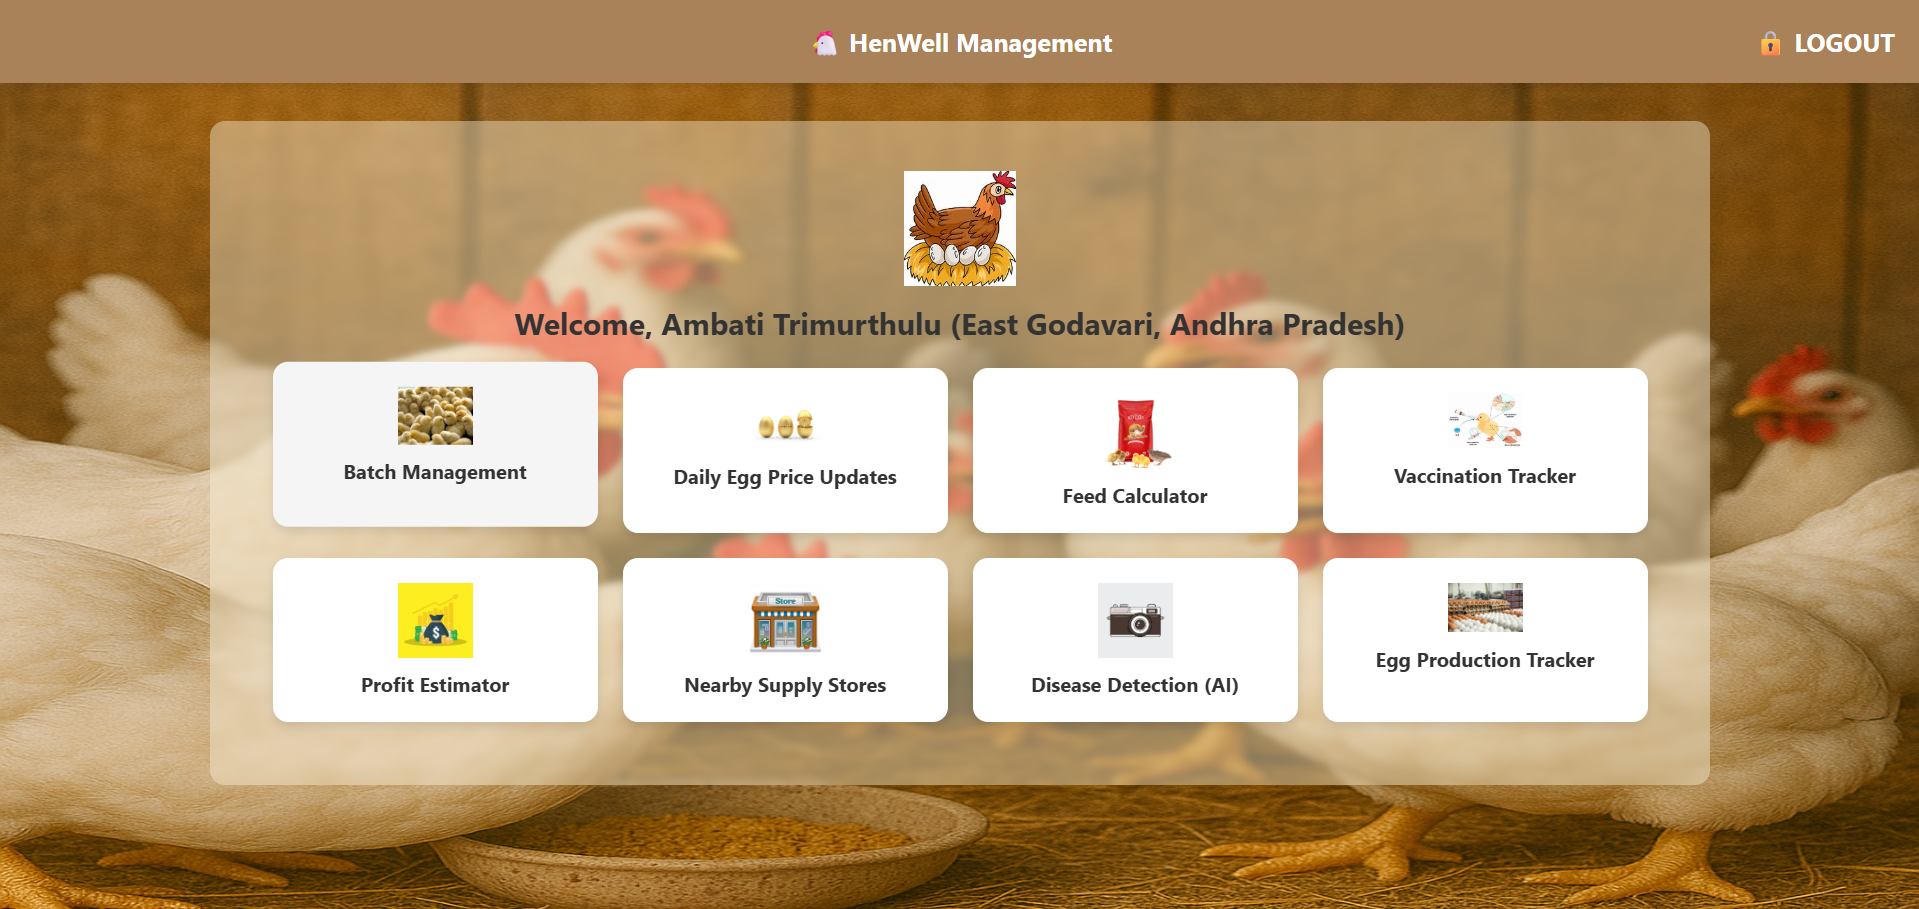 HenWell Management
LOGOUT
Welcome, Ambati Trimurthulu (East Godavari, Andhra Pradesh)
Batch Management
Daily Egg Price Updates
Feed Calculator
Vaccination Tracker
Store
Profit Estimator
Nearby Supply Stores
Disease Detection (AI)
Egg Production Tracker